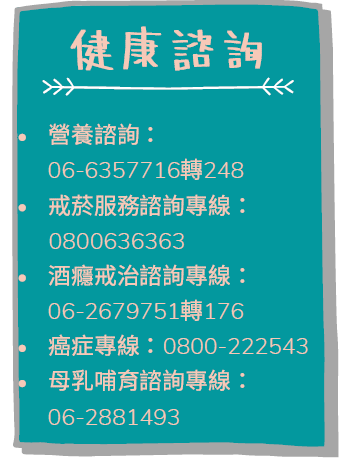 健康諮詢
• 營養諮詢：
06-6357716轉248
• 戒菸服務諮詢專線：
0800636363
• 酒癮戒治諮詢專線：
06-2679751轉176
• 癌症專線：0800-222543
• 母乳哺育諮詢專線：
06-2881493